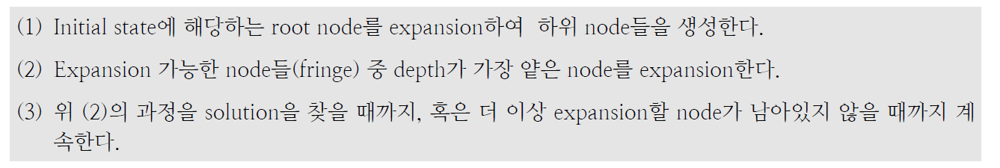 (1) Initial state에 해당하는 root node를 expansion하여 하위 node들을 생성한다.
(2) Expansion 가능한 node들(fringe) 중 depth가 가장 얕은 node를 expansion한다.
(3) 위 (2)의 과정을 solution을 찾을 때까지, 혹은 더 이상 expansion할 node가 남아있지 않을 때까지 계
속한다.